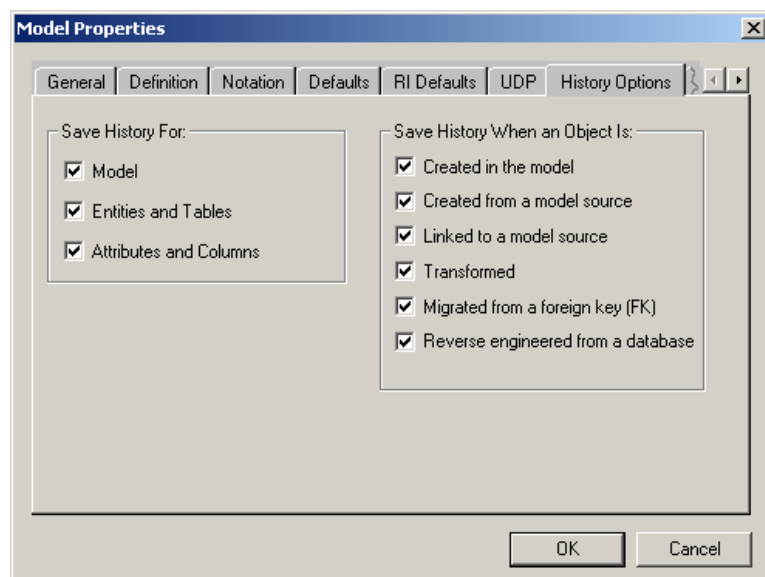 Model Properties
General Definition Notation Defaults RI Defaults UDP History Options
Save History For:
Model
Entities and Tables
Attributes and Columns
Save History When an Object Is:
Created in the model
Created from a model source
Linked to a model source
Transformed
Migrated from a foreign key (FK)
Reverse engineered from a database
OK Cancel